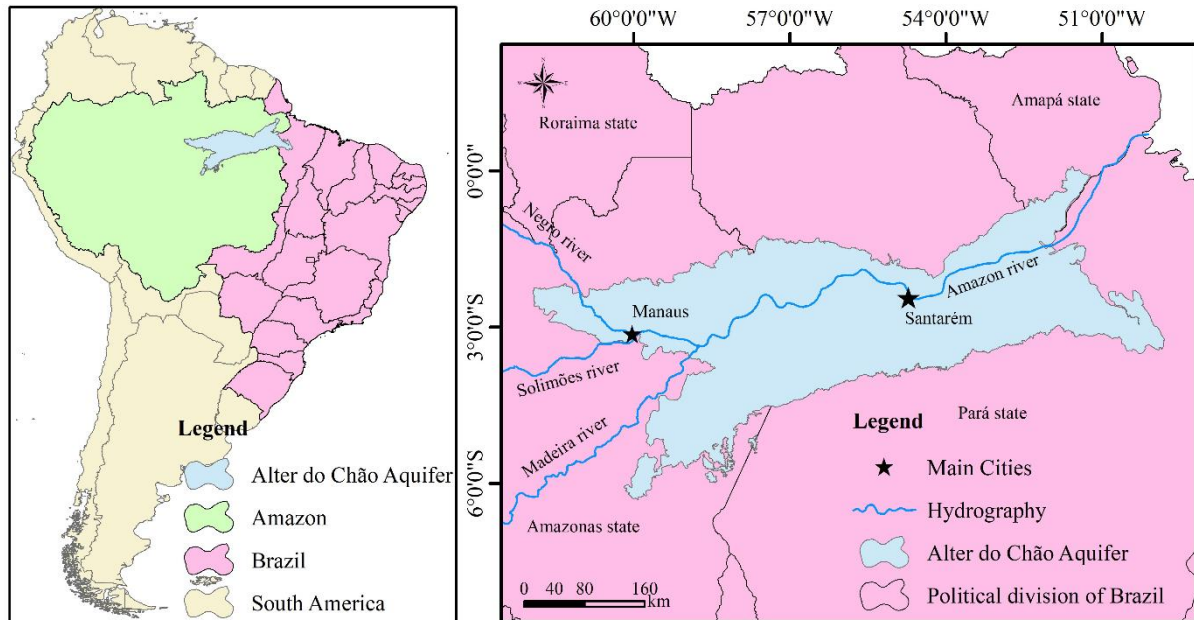 Legend
Alter do Chão Aquifer
Amazon
Brazil
South America
60°0'0"W
57°0'0"W
54°0'0"W
51°0'0"W
0°0'0"
3°0'0"S
6°0'0"S
Roraima state
Amapá state
Negro river
Amazon river
Manaus
Santarém
Solimões river
Madeira river
Pará state
Amazonas state
0 40 80 160
km
Legend
Main Cities
Hydrography
Alter do Chão Aquifer
Political division of Brazil